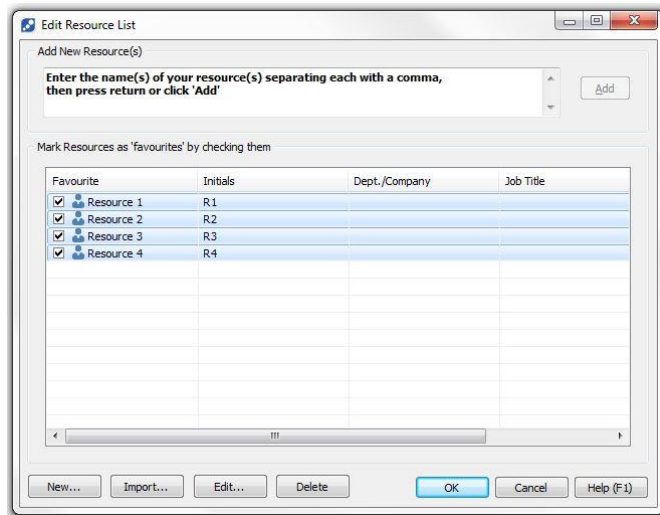 Edit Resource List
Add New Resource(s)
Enter the name(s) of your resource(s) separating each with a comma,
then press return or click 'Add'
Add
Mark Resources as 'favourites' by checking them
Favourite Initials Dept./Company Job Title
Resource 1 R1
Resource 2 R2
Resource 3 R3
Resource 4 R4
New... Import... Edit... Delete OK Cancel Help (F1)